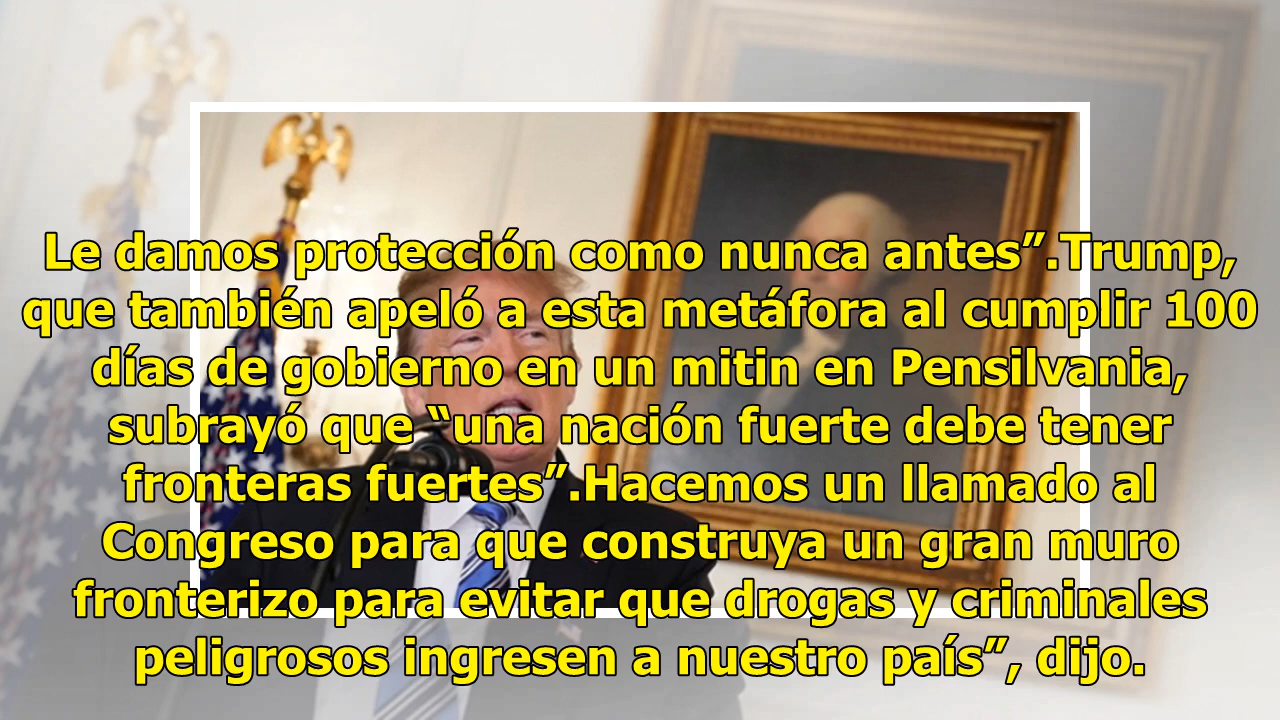 Le damos protección como nunca antes”.Trump,
que también apeló a esta metáfora al cumplir 100
días de gobierno en un mitin en Pensilvania,
subrayó que “una nación fuerte debe tener
fronteras fuertes”.Hacemos un llamado al
Congreso para que construya un gran muro
fronterizo para evitar que drogas y criminales
peligrosos ingresen a nuestro país”, dijo.